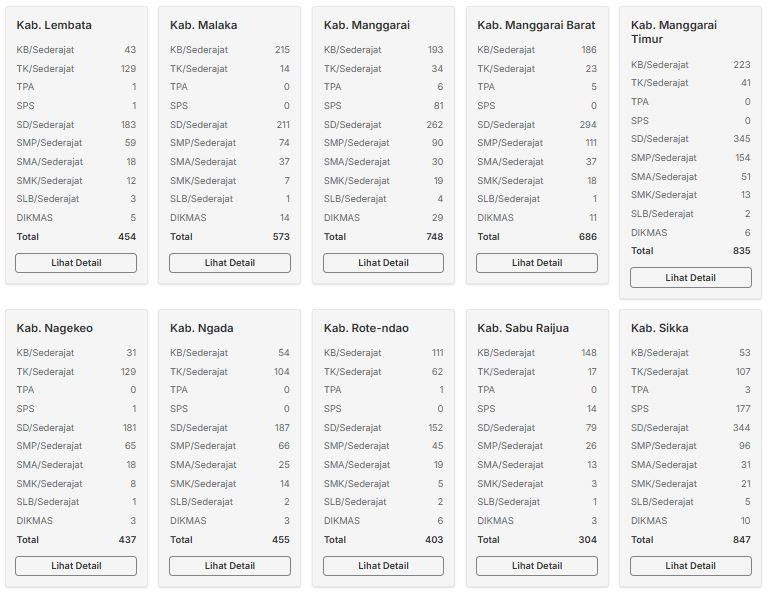 Kab. Lembata
KB/Sederajat 43
TK/Sederajat 129
TPA 1
SPS 1
SD/Sederajat 183
SMP/Sederajat 59
SMA/Sederajat 18
SMK/Sederajat 12
SLB/Sederajat 3
DIKMAS 5
Total 454
Lihat Detail
Kab. Malaka
KB/Sederajat 215
TK/Sederajat 14
TPA 0
SPS 0
SD/Sederajat 211
SMP/Sederajat 74
SMA/Sederajat 37
SMK/Sederajat 7
SLB/Sederajat 1
DIKMAS 14
Total 573
Lihat Detail
Kab. Manggarai
KB/Sederajat 193
TK/Sederajat 34
TPA 6
SPS 81
SD/Sederajat 262
SMP/Sederajat 90
SMA/Sederajat 30
SMK/Sederajat 19
SLB/Sederajat 4
DIKMAS 29
Total 748
Lihat Detail
Kab. Manggarai Barat
KB/Sederajat 186
TK/Sederajat 23
TPA 5
SPS 0
SD/Sederajat 294
SMP/Sederajat 111
SMA/Sederajat 37
SMK/Sederajat 18
SLB/Sederajat 1
DIKMAS 11
Total 686
Lihat Detail
Kab. Manggarai
Timur
KB/Sederajat 223
TK/Sederajat 41
TPA 0
SPS 0
SD/Sederajat 345
SMP/Sederajat 154
SMA/Sederajat 51
SMK/Sederajat 13
SLB/Sederajat 2
DIKMAS 6
Total 835
Lihat Detail
Kab. Nagekeo
KB/Sederajat 31
TK/Sederajat 129
TPA 0
SPS 1
SD/Sederajat 181
SMP/Sederajat 65
SMA/Sederajat 18
SMK/Sederajat 8
SLB/Sederajat 1
DIKMAS 3
Total 437
Lihat Detail
Kab. Ngada
KB/Sederajat 54
TK/Sederajat 104
TPA 0
SPS 0
SD/Sederajat 187
SMP/Sederajat 66
SMA/Sederajat 25
SMK/Sederajat 14
SLB/Sederajat 2
DIKMAS 3
Total 455
Lihat Detail
Kab. Rote-ndao
KB/Sederajat 111
TK/Sederajat 62
TPA 1
SPS 0
SD/Sederajat 152
SMP/Sederajat 45
SMA/Sederajat 19
SMK/Sederajat 5
SLB/Sederajat 2
DIKMAS 6
Total 403
Lihat Detail
Kab. Sabu Raijua
KB/Sederajat 148
TK/Sederajat 17
TPA 0
SPS 14
SD/Sederajat 79
SMP/Sederajat 26
SMA/Sederajat 13
SMK/Sederajat 3
SLB/Sederajat 1
DIKMAS 3
Total 304
Lihat Detail
Kab. Sikka
KB/Sederajat 53
TK/Sederajat 107
TPA 3
SPS 177
SD/Sederajat 344
SMP/Sederajat 96
SMA/Sederajat 31
SMK/Sederajat 21
SLB/Sederajat 5
DIKMAS 10
Total 847
Lihat Detail